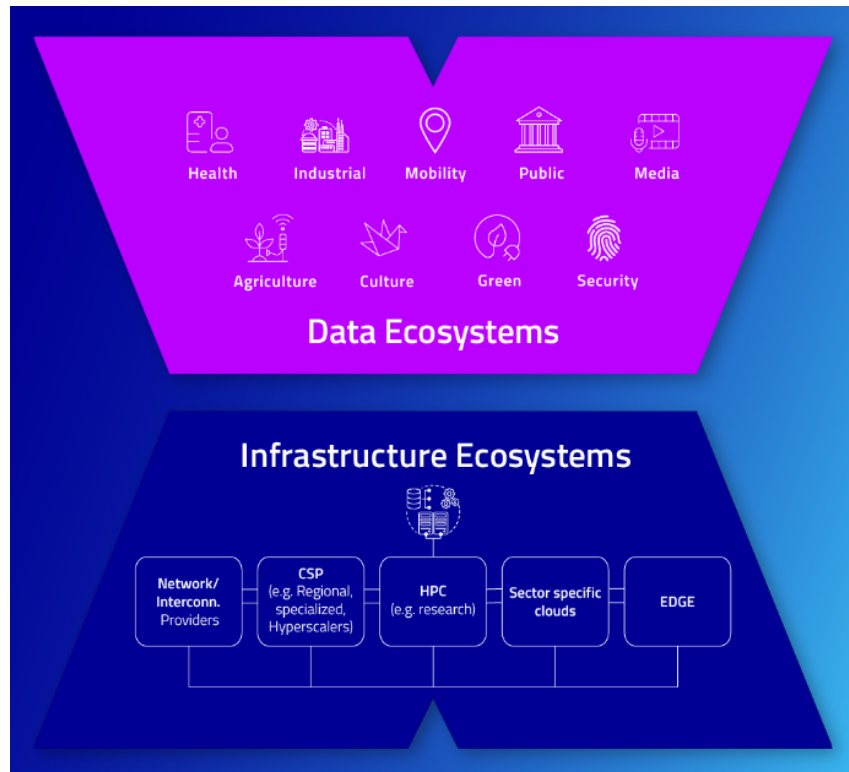 Health Industrial Mobility Public Media
Agriculture Culture Green Security
Data Ecosystems
Infrastructure Ecosystems
Network/
Interconn.
Providers
CSP
(e.g. Regional,
specialized,
Hyperscalers)
HPC
(e.g. research)
Sector specific
clouds
EDGE